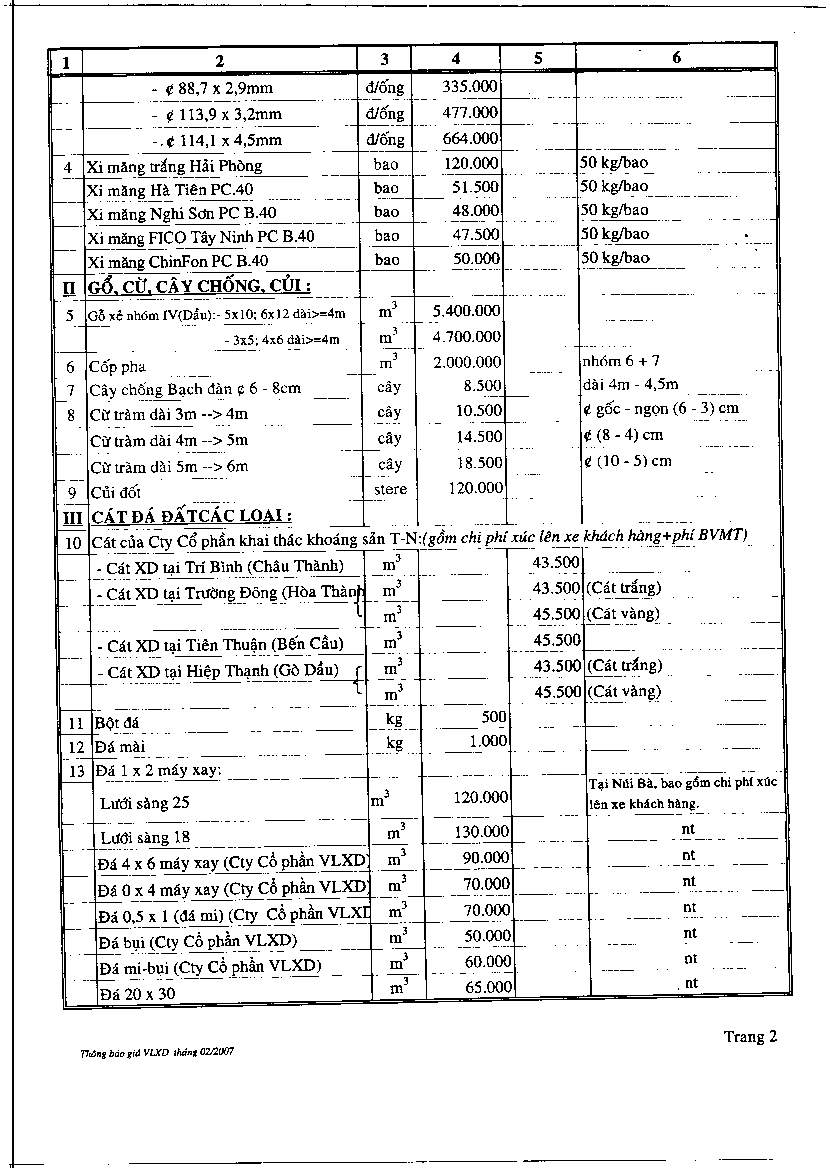 1 2 3 4 5 6
- ¢ 88,7 x 2,9mm đ/ống 335.000
- ¢ 113,9 x 3,2mm đ/ống 477.000
- ¢ 114,1 x 4,5mm đ/ống 664.000
4 Xi măng trắng Hải Phòng bao 120.000 50 kg/bao
Xi măng Hà Tiên PC.40 bao 51.500 50 kg/bao
Xi măng Nghi Sơn PC B.40 bao 48.000 50 kg/bao
Xi măng FICO Tây Ninh PC B.40 bao 47.500 50 kg/bao
Xi măng ChinFon PC B.40 bao 50.000 50 kg/bao
II GỔ, CỪ, CÂY CHỐNG, CỦI :
5 Gỗ xẻ nhóm IV(Dầu):- 5x10; 6x12 dài>=4m m³ 5.400.000
- 3x5; 4x6 dài>=4m m³ 4.700.000
6 Cốp pha m³ 2.000.000 nhóm 6 + 7
7 Cây chống Bạch đàn ¢ 6 - 8cm cây 8.500 dài 4m - 4,5m
8 Cừ tràm dài 3m --> 4m cây 10.500 ¢ gốc - ngọn (6 - 3) cm
Cừ tràm dài 4m --> 5m cây 14.500 ¢ (8 - 4) cm
Cừ tràm dài 5m --> 6m cây 18.500 ¢ (10 - 5) cm
9 Củi đốt stere 120.000
III CÁT ĐÁ ĐẤTCÁC LOẠI :
10 Cát của Cty Cổ phần khai thác khoáng sản T-N:(gồm chi phí xúc lên xe khách hàng+phí BVMT)
- Cát XD tại Trí Bình (Châu Thành) m³ 43.500
- Cát XD tại Trường Đông (Hòa Thành m³ 43.500 (Cát trắng)
m³ 45.500 (Cát vàng)
- Cát XD tại Tiên Thuận (Bến Cầu) m³ 45.500
- Cát XD tại Hiệp Thạnh (Gò Dầu) m³ 43.500 (Cát trắng)
m³ 45.500 (Cát vàng)
11 Bột đá kg 500
12 Đá mài kg 1.000
13 Đá 1 x 2 máy xay:
Lưới sàng 25 m³ 120.000 Tại Núi Bà, bao gồm chi phí xúc
lên xe khách hàng.
Lưới sàng 18 m³ 130.000 nt
Đá 4 x 6 máy xay (Cty Cổ phần VLXD) m³ 90.000 nt
Đá 0 x 4 máy xay (Cty Cổ phần VLXD) m³ 70.000 nt
Đá 0,5 x 1 (đá mi) (Cty Cổ phần VLXD m³ 70.000 nt
Đá bụi (Cty Cổ phần VLXD) m³ 50.000 nt
Đá mi-bụi (Cty Cổ phần VLXD) m³ 60.000 nt
Đá 20 x 30 m³ 65.000 nt
Trang 2
Thông báo giá VLXD tháng 02/2007